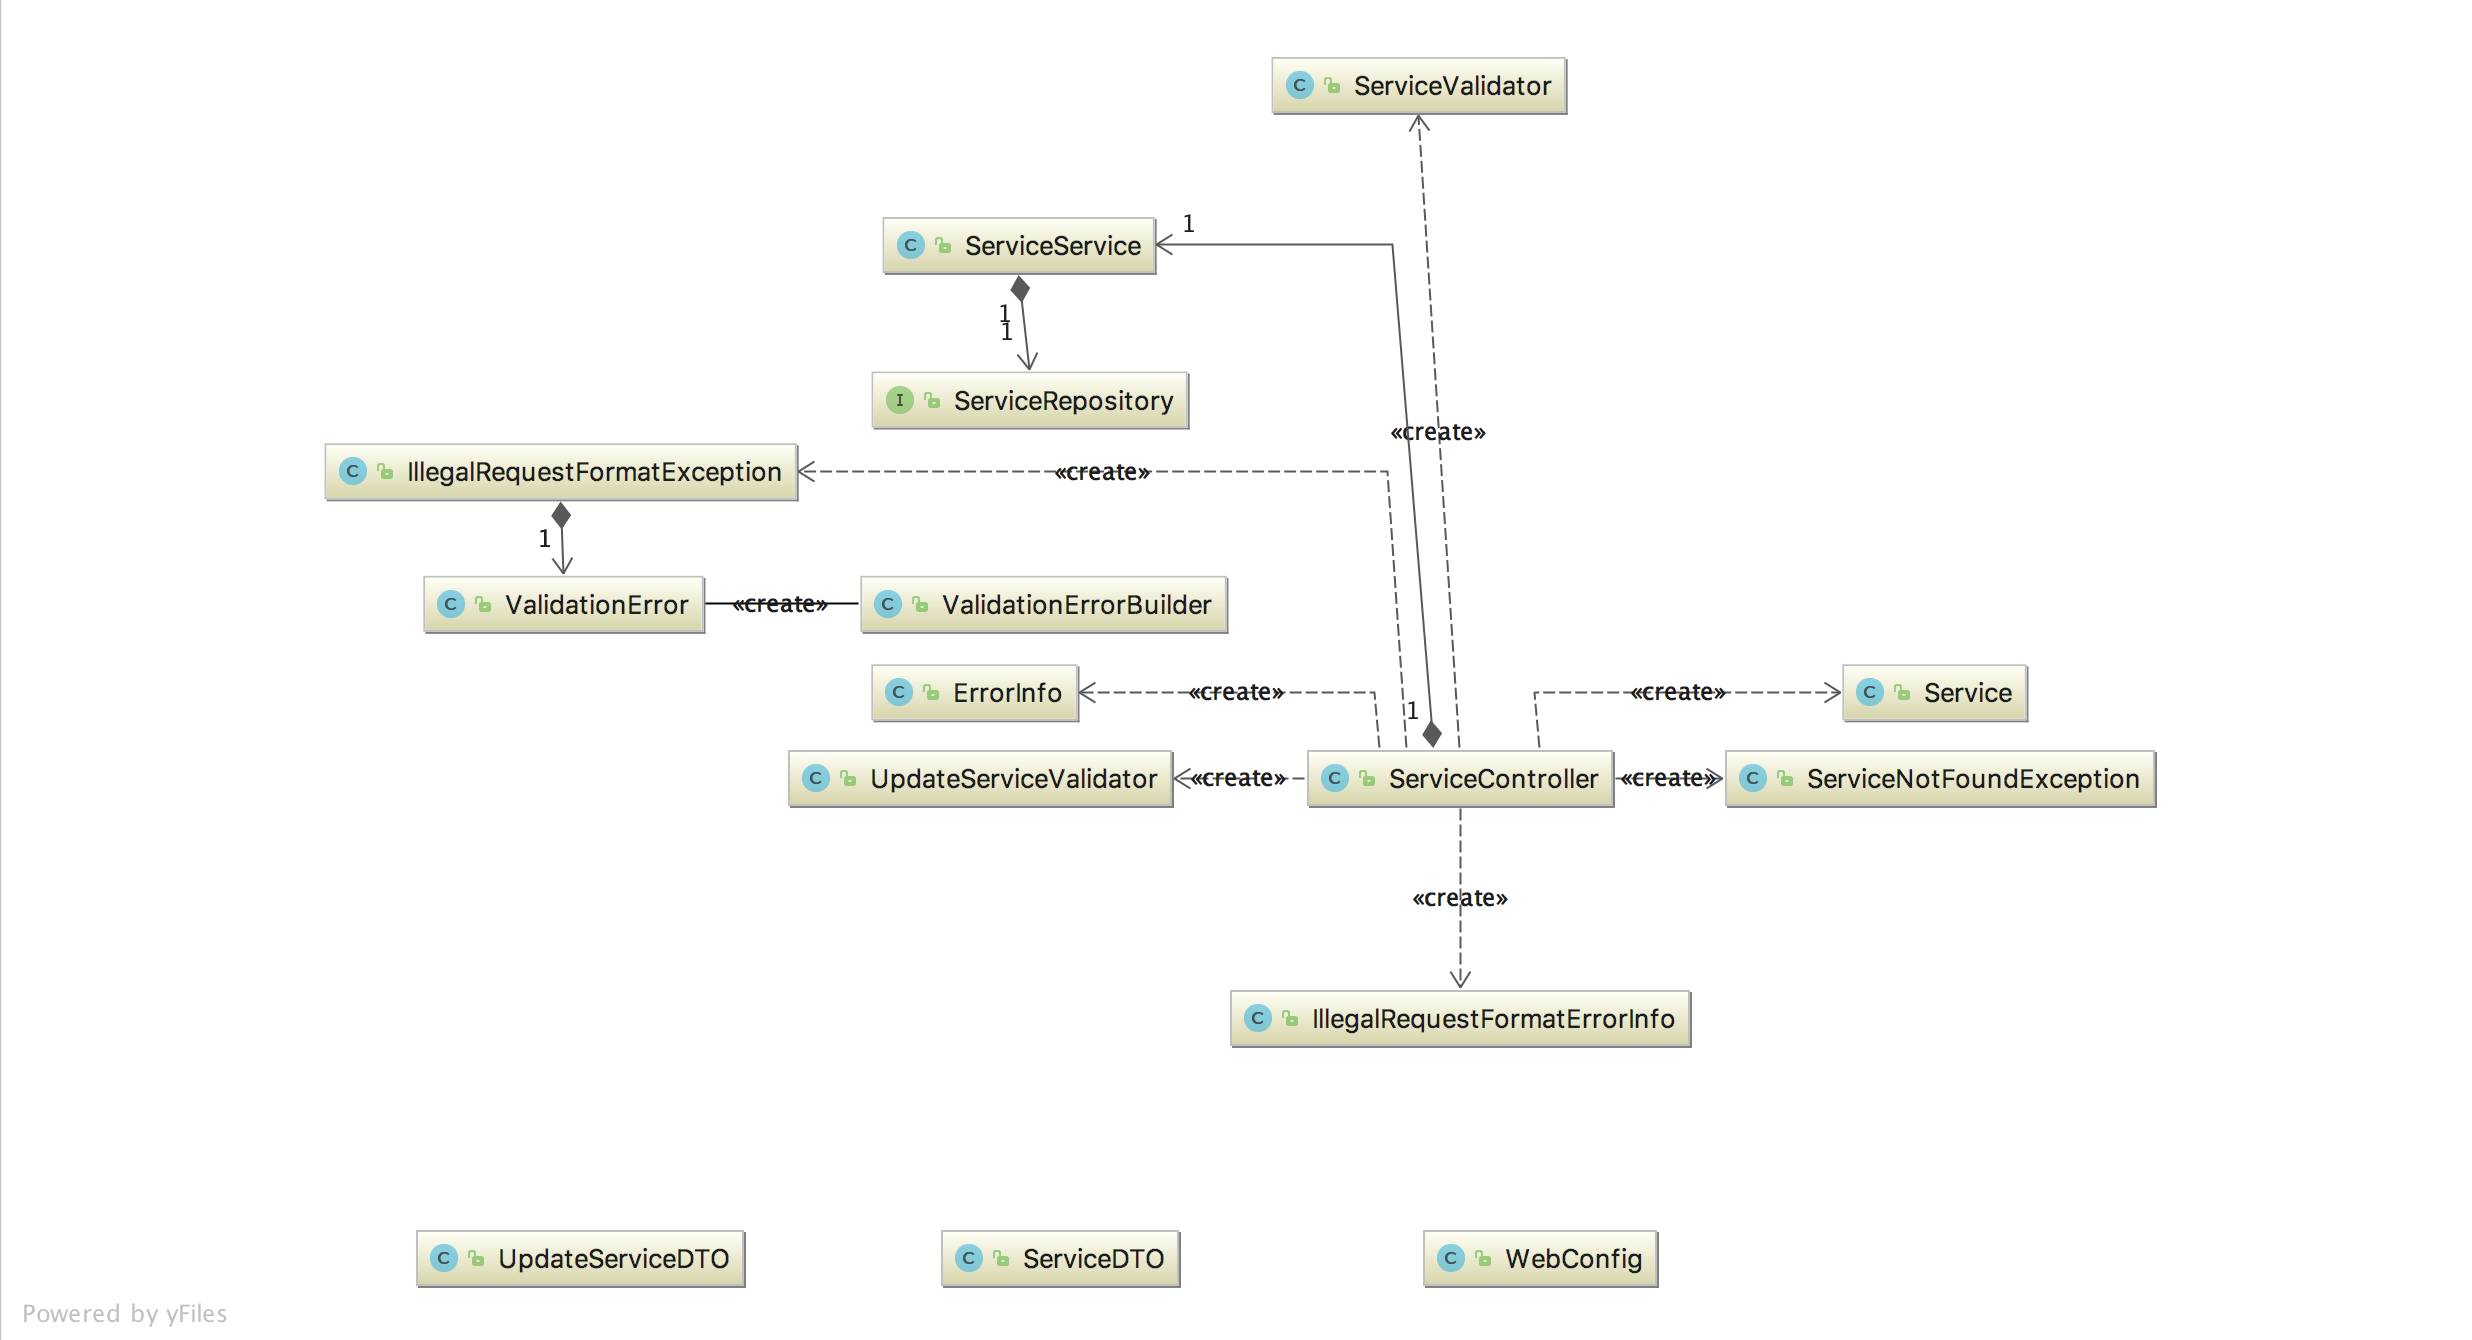 C ServiceValidator
C ServiceService
1
1
1
I ServiceRepository
«create»
C IllegalRequestFormatException
«create»
1
C ValidationError
«create»
C ValidationErrorBuilder
C ErrorInfo
«create»
1
«create»
C Service
C UpdateServiceValidator
«create»
C ServiceController
«create»
C ServiceNotFoundException
«create»
C IllegalRequestFormatErrorInfo
C UpdateServiceDTO
C ServiceDTO
C WebConfig
Powered by yFiles